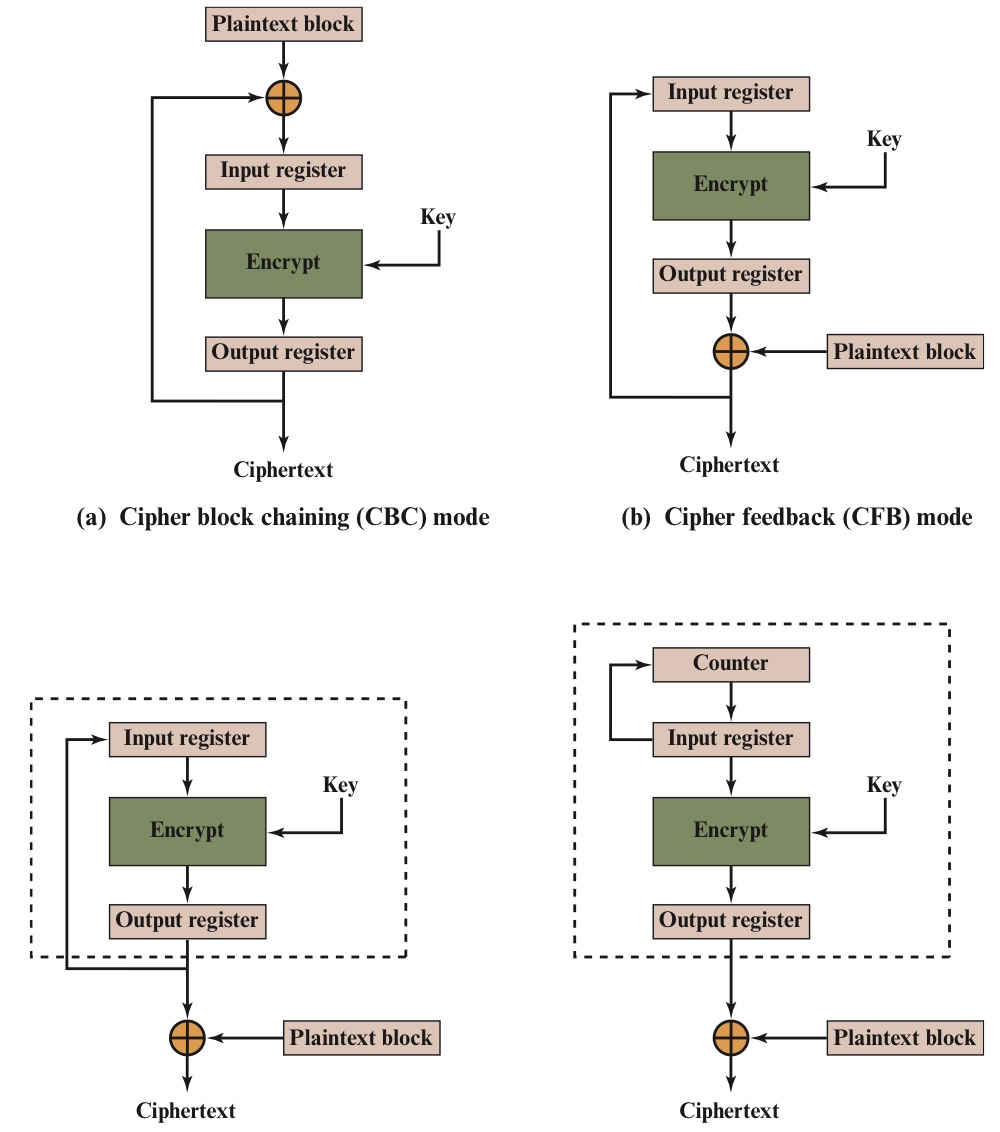 Plaintext block
Input register
Key
Encrypt
Output register
Ciphertext
(a) Cipher block chaining (CBC) mode
Input register
Key
Encrypt
Output register
Plaintext block
Ciphertext
(b) Cipher feedback (CFB) mode
Input register
Key
Encrypt
Output register
Plaintext block
Ciphertext
Counter
Input register
Key
Encrypt
Output register
Plaintext block
Ciphertext